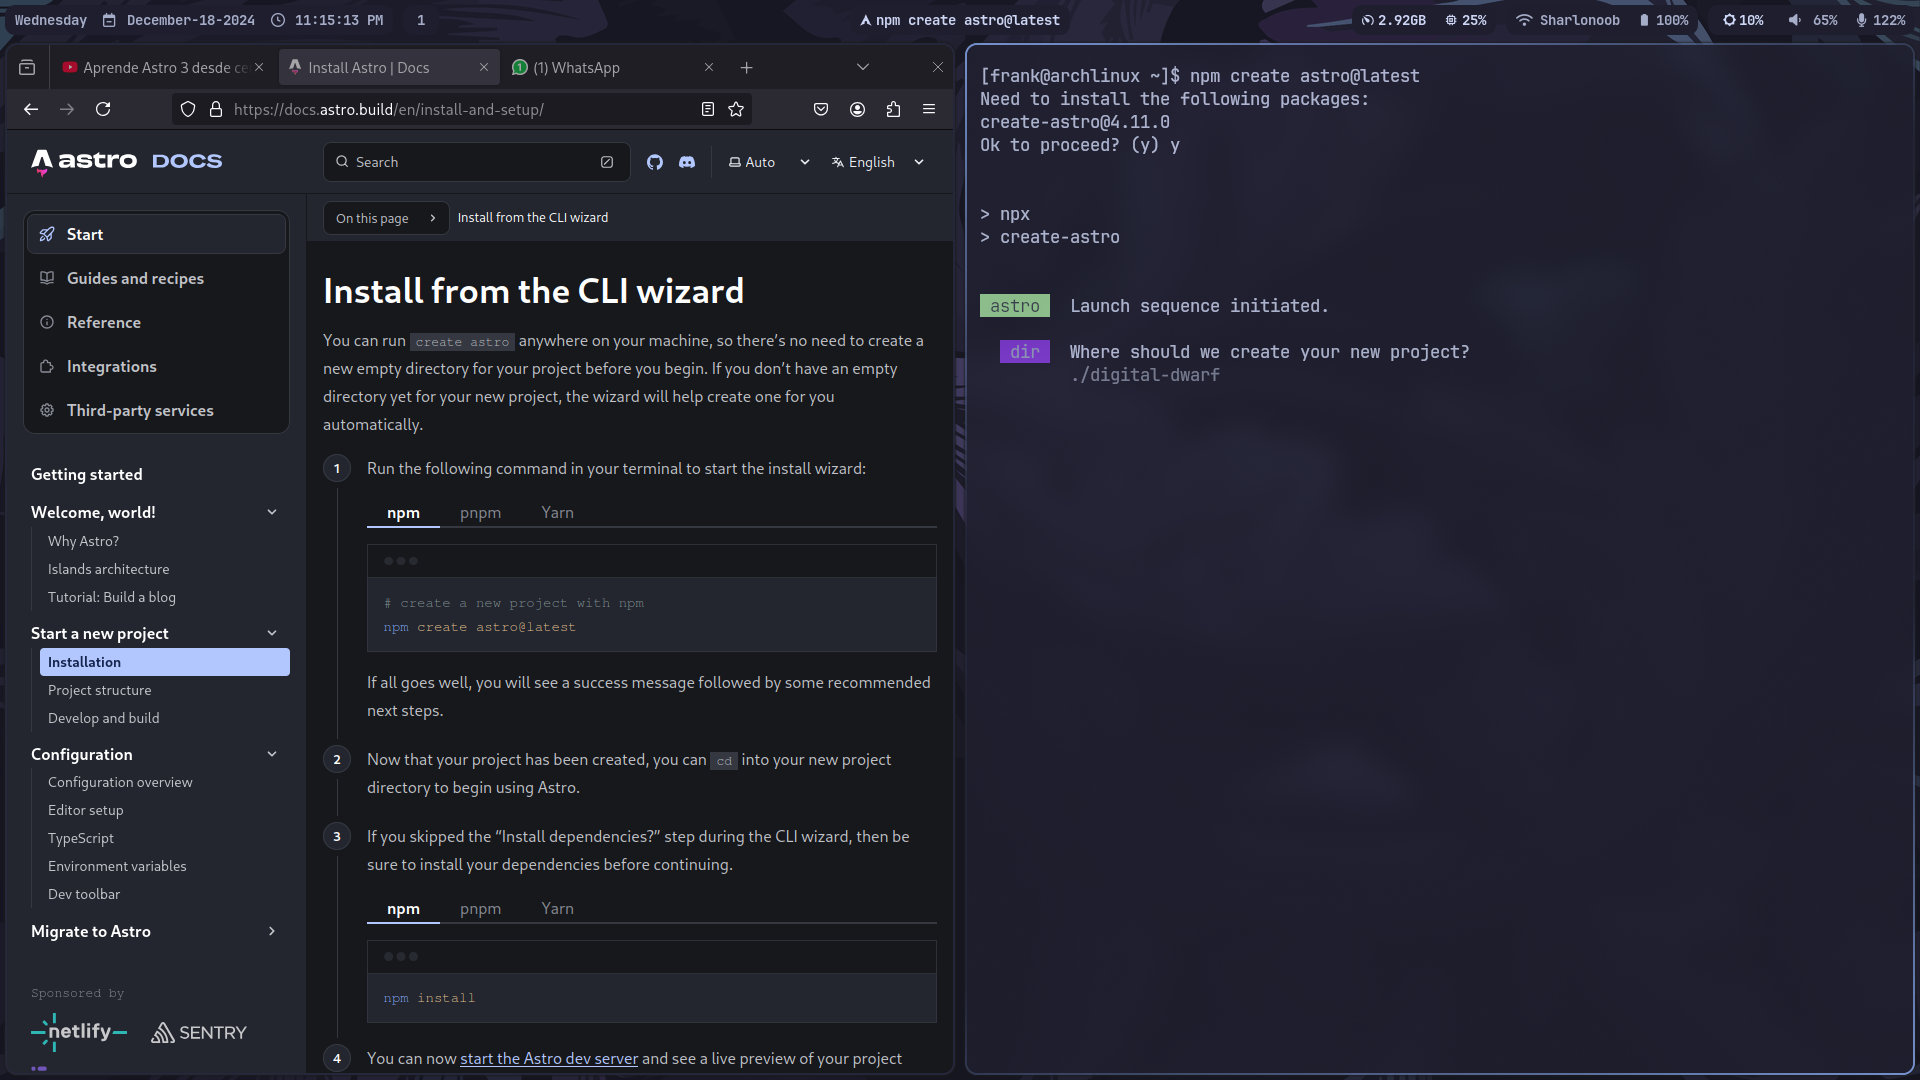 Wednesday December-18-2024 11:15:13 PM 1
npm create astro@latest
2.92GB 25% Sharlonoob 100% 10% 65% 122%
Aprende Astro 3 desde ce
Install Astro | Docs
(1) WhatsApp
https://docs.astro.build/en/install-and-setup/
astro DOCS
Search
Auto
English
On this page
Install from the CLI wizard
Start
Guides and recipes
Reference
Integrations
Third-party services
Getting started
Welcome, world!
Why Astro?
Islands architecture
Tutorial: Build a blog
Start a new project
Installation
Project structure
Develop and build
Configuration
Configuration overview
Editor setup
TypeScript
Environment variables
Dev toolbar
Migrate to Astro
Sponsored by
netlify
SENTRY
Install from the CLI wizard
You can run create astro anywhere on your machine, so there’s no need to create a
new empty directory for your project before you begin. If you don’t have an empty
directory yet for your new project, the wizard will help create one for you
automatically.
1 Run the following command in your terminal to start the install wizard:
npm pnpm Yarn
# create a new project with npm
npm create astro@latest
If all goes well, you will see a success message followed by some recommended
next steps.
2 Now that your project has been created, you can cd into your new project
directory to begin using Astro.
3 If you skipped the “Install dependencies?” step during the CLI wizard, then be
sure to install your dependencies before continuing.
npm pnpm Yarn
npm install
4 You can now start the Astro dev server and see a live preview of your project
[frank@archlinux ~]$ npm create astro@latest
Need to install the following packages:
create-astro@4.11.0
Ok to proceed? (y) y
> npx
> create-astro
astro Launch sequence initiated.
dir Where should we create your new project?
./digital-dwarf